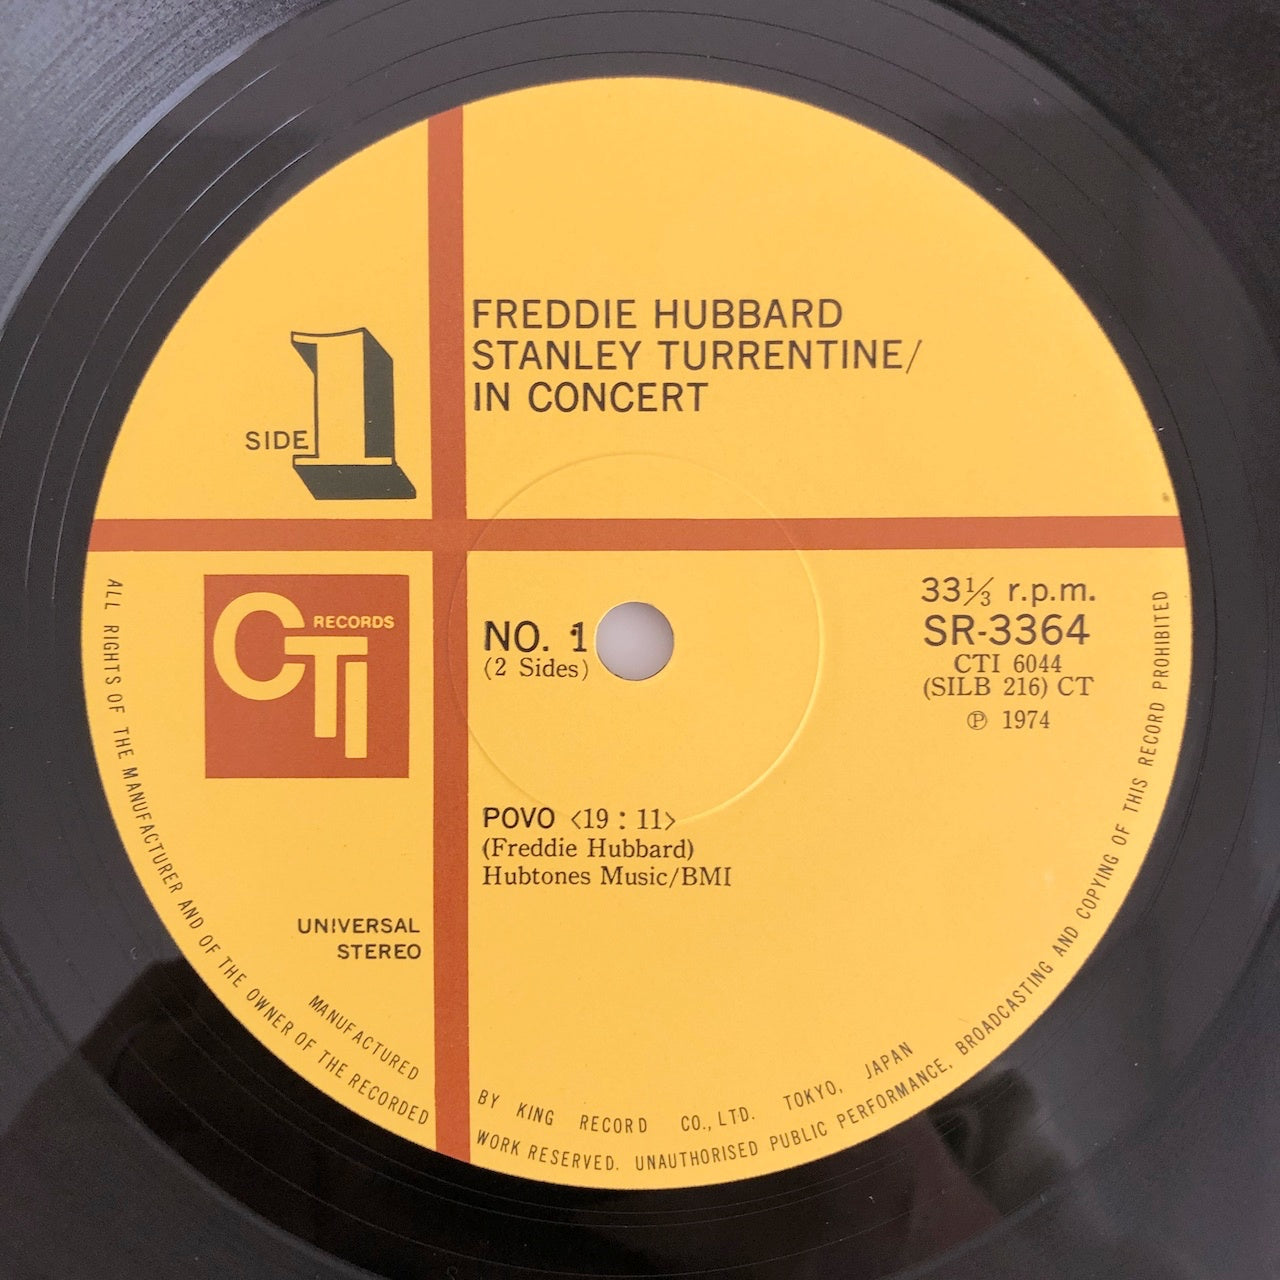 FREDDIE HUBBARD
STANLEY TURRENTINE/
IN CONCERT
SIDE 1
CTI RECORDS
NO. 1
(2 Sides)
33⅓ r.p.m.
SR-3364
CTI 6044
(SILB 216) CT
℗ 1974
POVO <19 : 11>
(Freddie Hubbard)
Hubtones Music/BMI
UNIVERSAL
STEREO
MANUFACTURED BY KING RECORD CO., LTD. TOKYO, JAPAN
ALL RIGHTS OF THE MANUFACTURER AND OF THE OWNER OF THE RECORDED WORK RESERVED. UNAUTHORISED PUBLIC PERFORMANCE, BROADCASTING AND COPYING OF THIS RECORD PROHIBITED